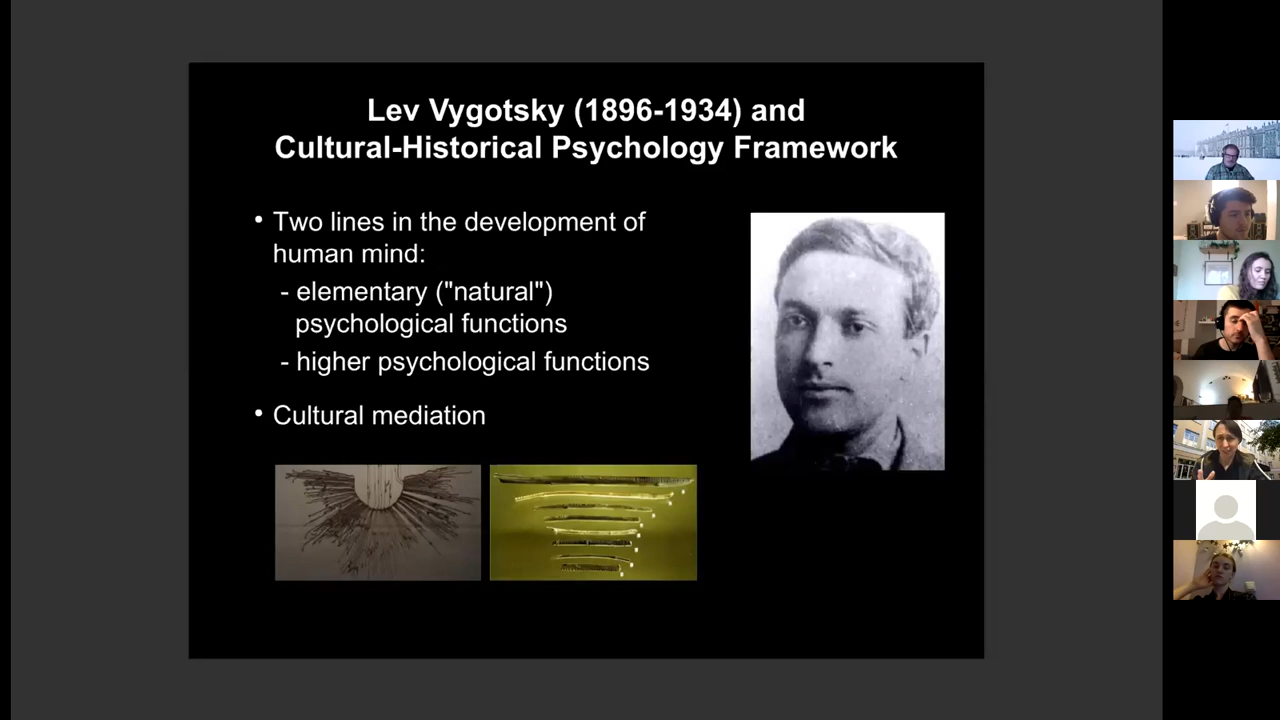 Lev Vygotsky (1896-1934) and
Cultural-Historical Psychology Framework
• Two lines in the development of
human mind:
- elementary ("natural")
psychological functions
- higher psychological functions
• Cultural mediation